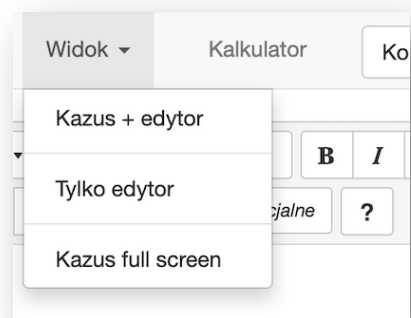 Widok Kalkulator Ko
Kazus + edytor
B I
Tylko edytor
cjalne ?
Kazus full screen